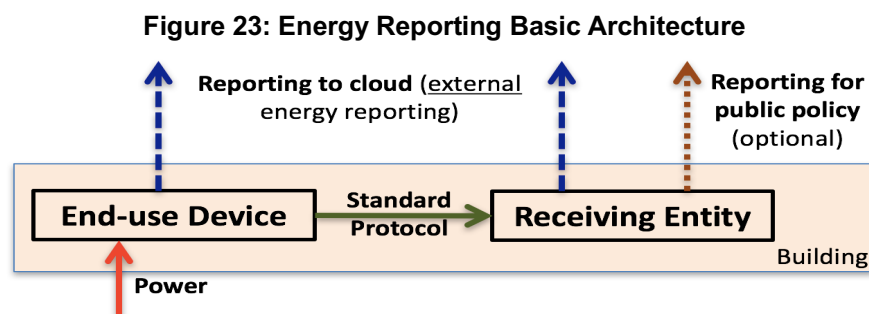 Figure 23: Energy Reporting Basic Architecture
Reporting to cloud (external
energy reporting)
Reporting for
public policy
(optional)
End-use Device
Standard
Protocol
Receiving Entity
Building
Power